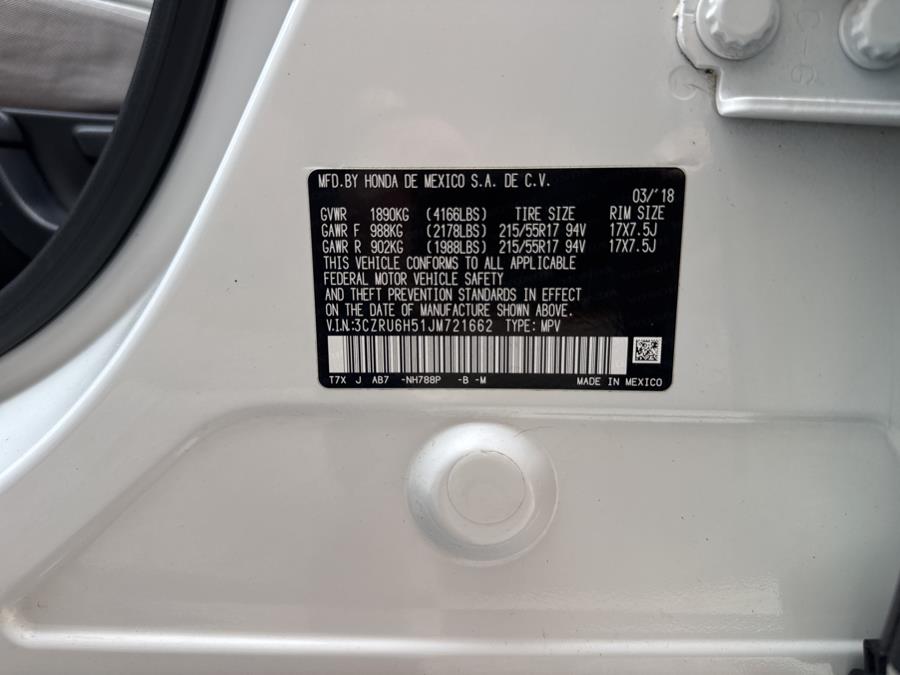 MFD.BY HONDA DE MEXICO S.A. DE C.V.
03/'18
GVWR 1890KG (4166LBS) TIRE SIZE RIM SIZE
GAWR F 988KG (2178LBS) 215/55R17 94V 17X7.5J
GAWR R 902KG (1988LBS) 215/55R17 94V 17X7.5J
THIS VEHICLE CONFORMS TO ALL APPLICABLE
FEDERAL MOTOR VEHICLE SAFETY
AND THEFT PREVENTION STANDARDS IN EFFECT
ON THE DATE OF MANUFACTURE SHOWN ABOVE.
V.I.N:3CZRU6H51JM721662 TYPE: MPV
T7X J AB7 -NH788P -B -M MADE IN MEXICO